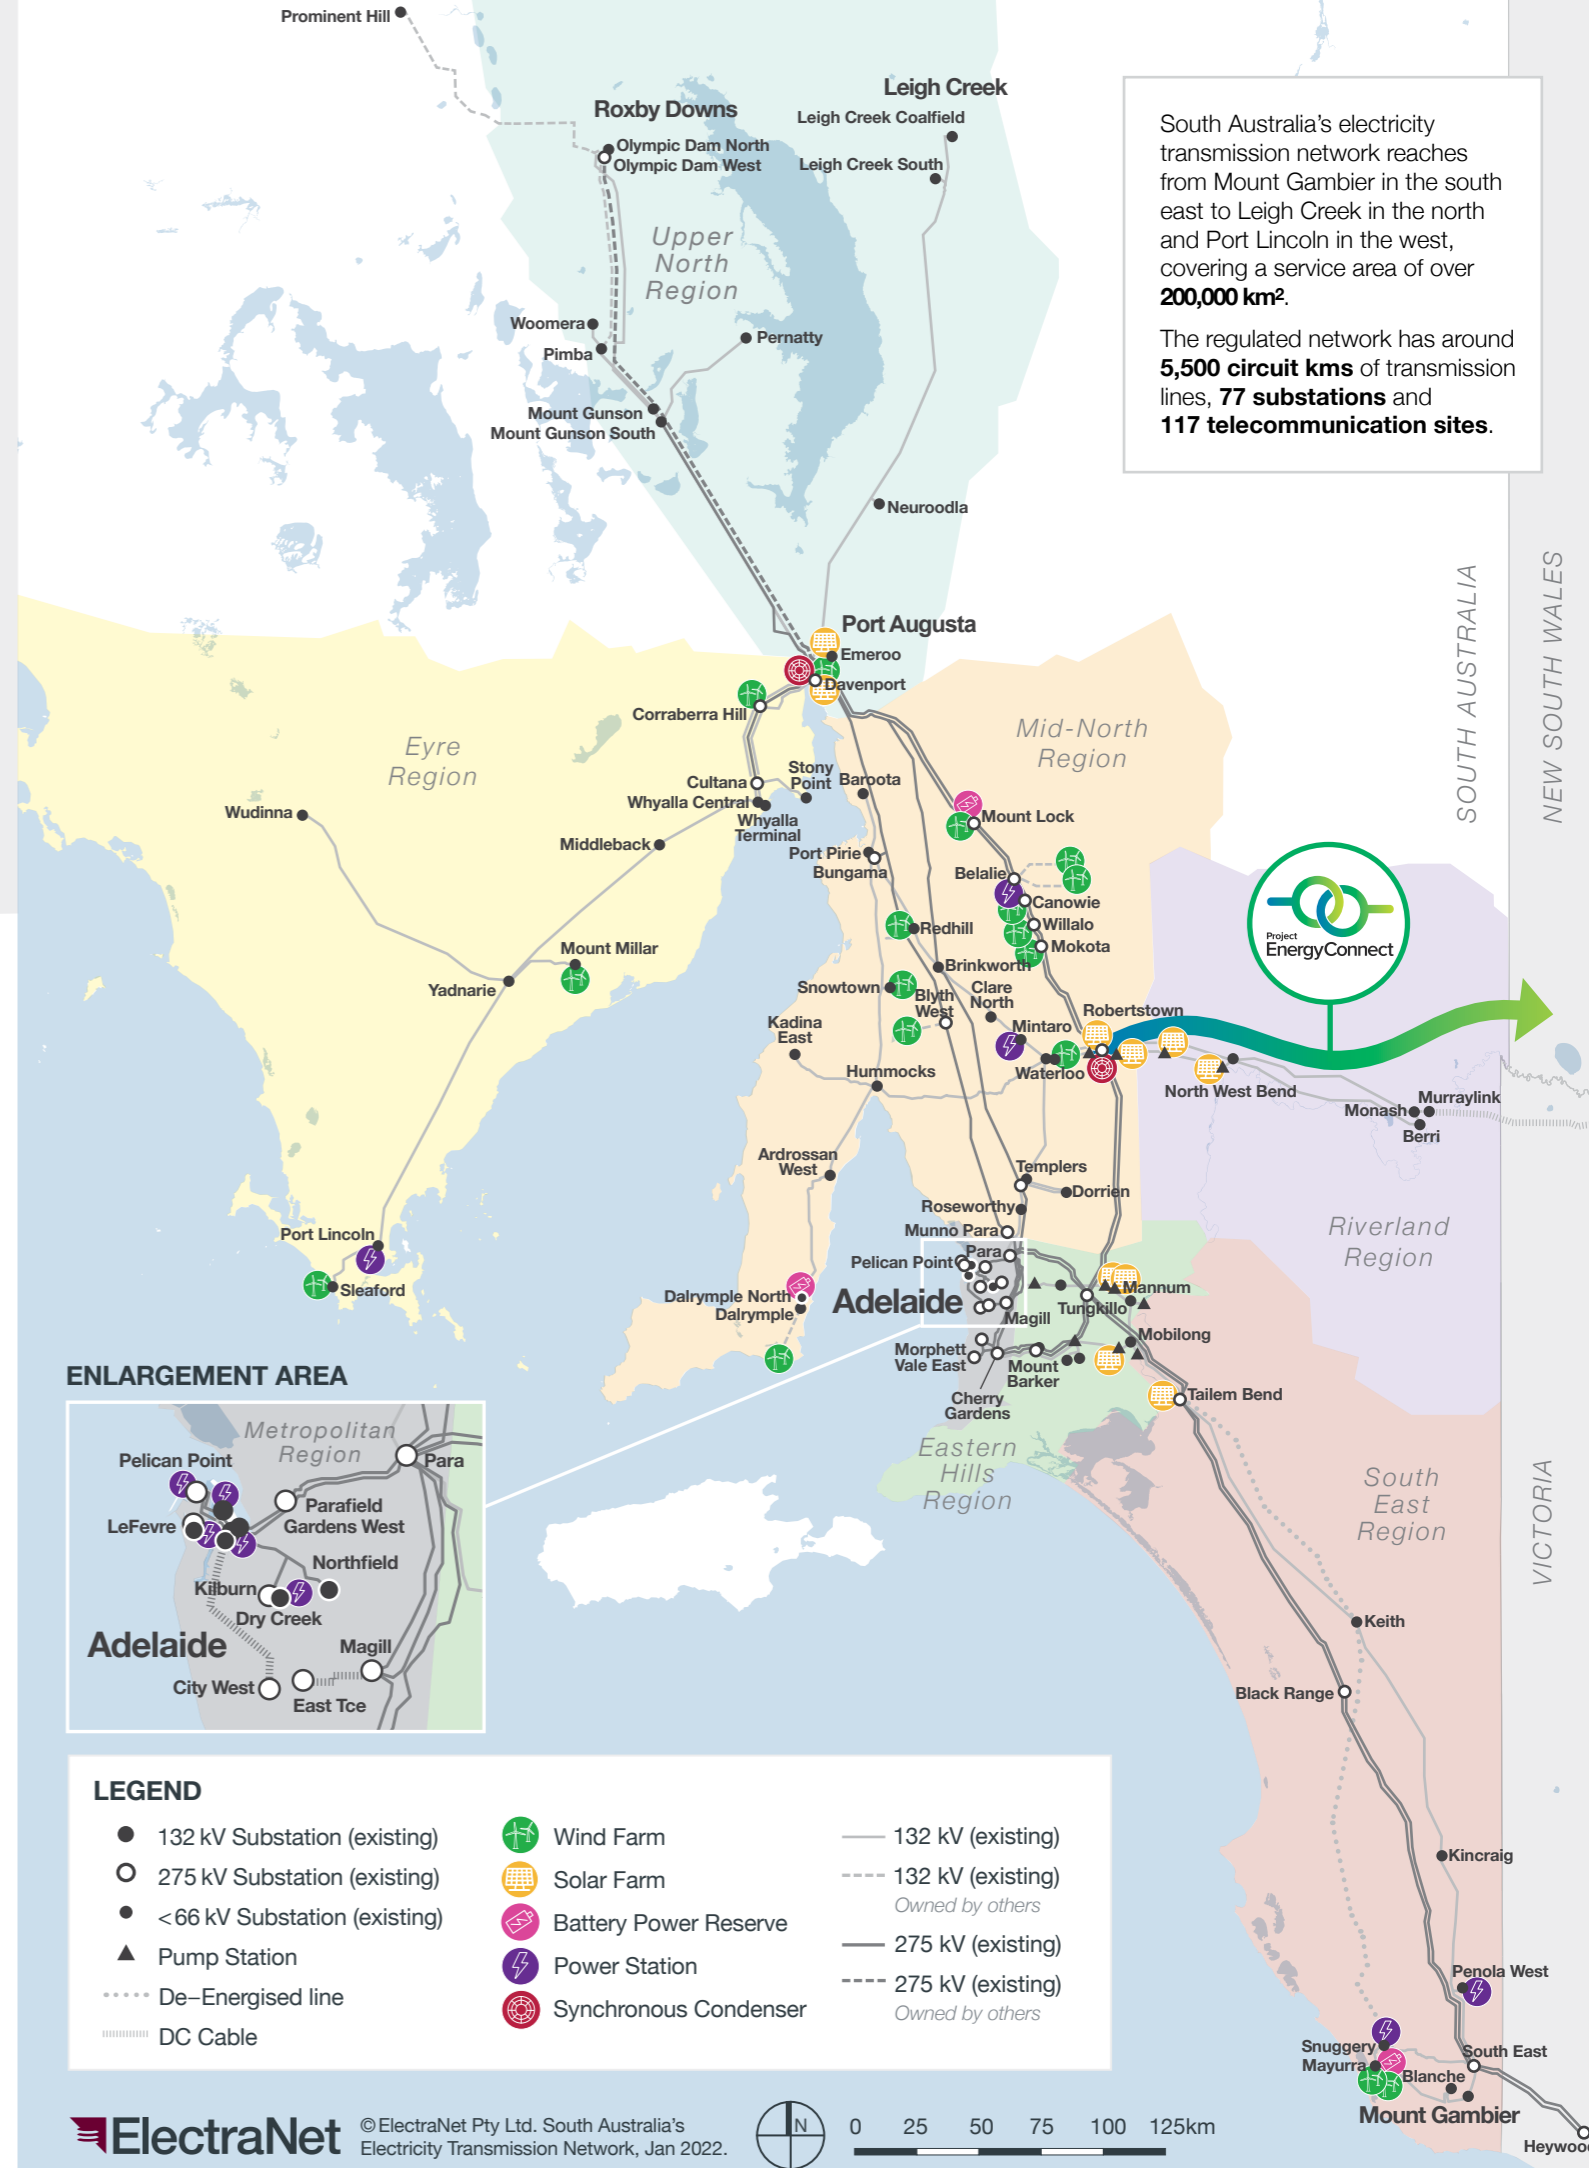 Prominent Hill
Roxby Downs
Olympic Dam North
Olympic Dam West
Leigh Creek
Leigh Creek Coalfield
Leigh Creek South
South Australia's electricity
transmission network reaches
from Mount Gambier in the south
east to Leigh Creek in the north
and Port Lincoln in the west,
covering a service area of over
200,000 km².
The regulated network has around
5,500 circuit kms of transmission
lines, 77 substations and
117 telecommunication sites.
Upper
North
Region
Woomera
Pimba
Pernatty
Mount Gunson
Mount Gunson South
Neuroodla
SOUTH AUSTRALIA
NEW SOUTH WALES
Port Augusta
Emeroo
Davenport
Corraberra Hill
Eyre
Region
Mid-North
Region
Cultana
Stony
Point
Baroota
Whyalla Central
Whyalla
Terminal
Wudinna
Middleback
Mount Lock
Port Pirie
Bungama
Belalie
Canowie
Willalo
Mokota
Redhill
Project
EnergyConnect
Mount Millar
Yadnarie
Brinkworth
Snowtown
Blyth
West
Clare
North
Kadina
East
Mintaro
Robertstown
Hummocks
Waterloo
North West Bend
Monash
Murraylink
Berri
Ardrossan
West
Templers
Dorrien
Roseworthy
Munno Para
Riverland
Region
Port Lincoln
Sleaford
Pelican Point
Para
Adelaide
Dalrymple North
Dalrymple
Magill
Tungkillo
Mannum
Mobilong
Morphett
Vale East
Mount
Barker
Cherry
Gardens
Tailem Bend
Eastern
Hills
Region
South
East
Region
VICTORIA
ENLARGEMENT AREA
Metropolitan
Region
Pelican Point
Para
Parafield
Gardens West
LeFevre
Northfield
Kilburn
Dry Creek
Adelaide
Magill
City West
East Tce
Keith
Black Range
Kincraig
Penola West
Snuggery
Mayurra
South East
Blanche
Mount Gambier
LEGEND
132 kV Substation (existing)
275 kV Substation (existing)
<66 kV Substation (existing)
Pump Station
De–Energised line
DC Cable
Wind Farm
Solar Farm
Battery Power Reserve
Power Station
Synchronous Condenser
132 kV (existing)
132 kV (existing)
Owned by others
275 kV (existing)
275 kV (existing)
Owned by others
ElectraNet
© ElectraNet Pty Ltd. South Australia's
Electricity Transmission Network, Jan 2022.
N
0 25 50 75 100 125km